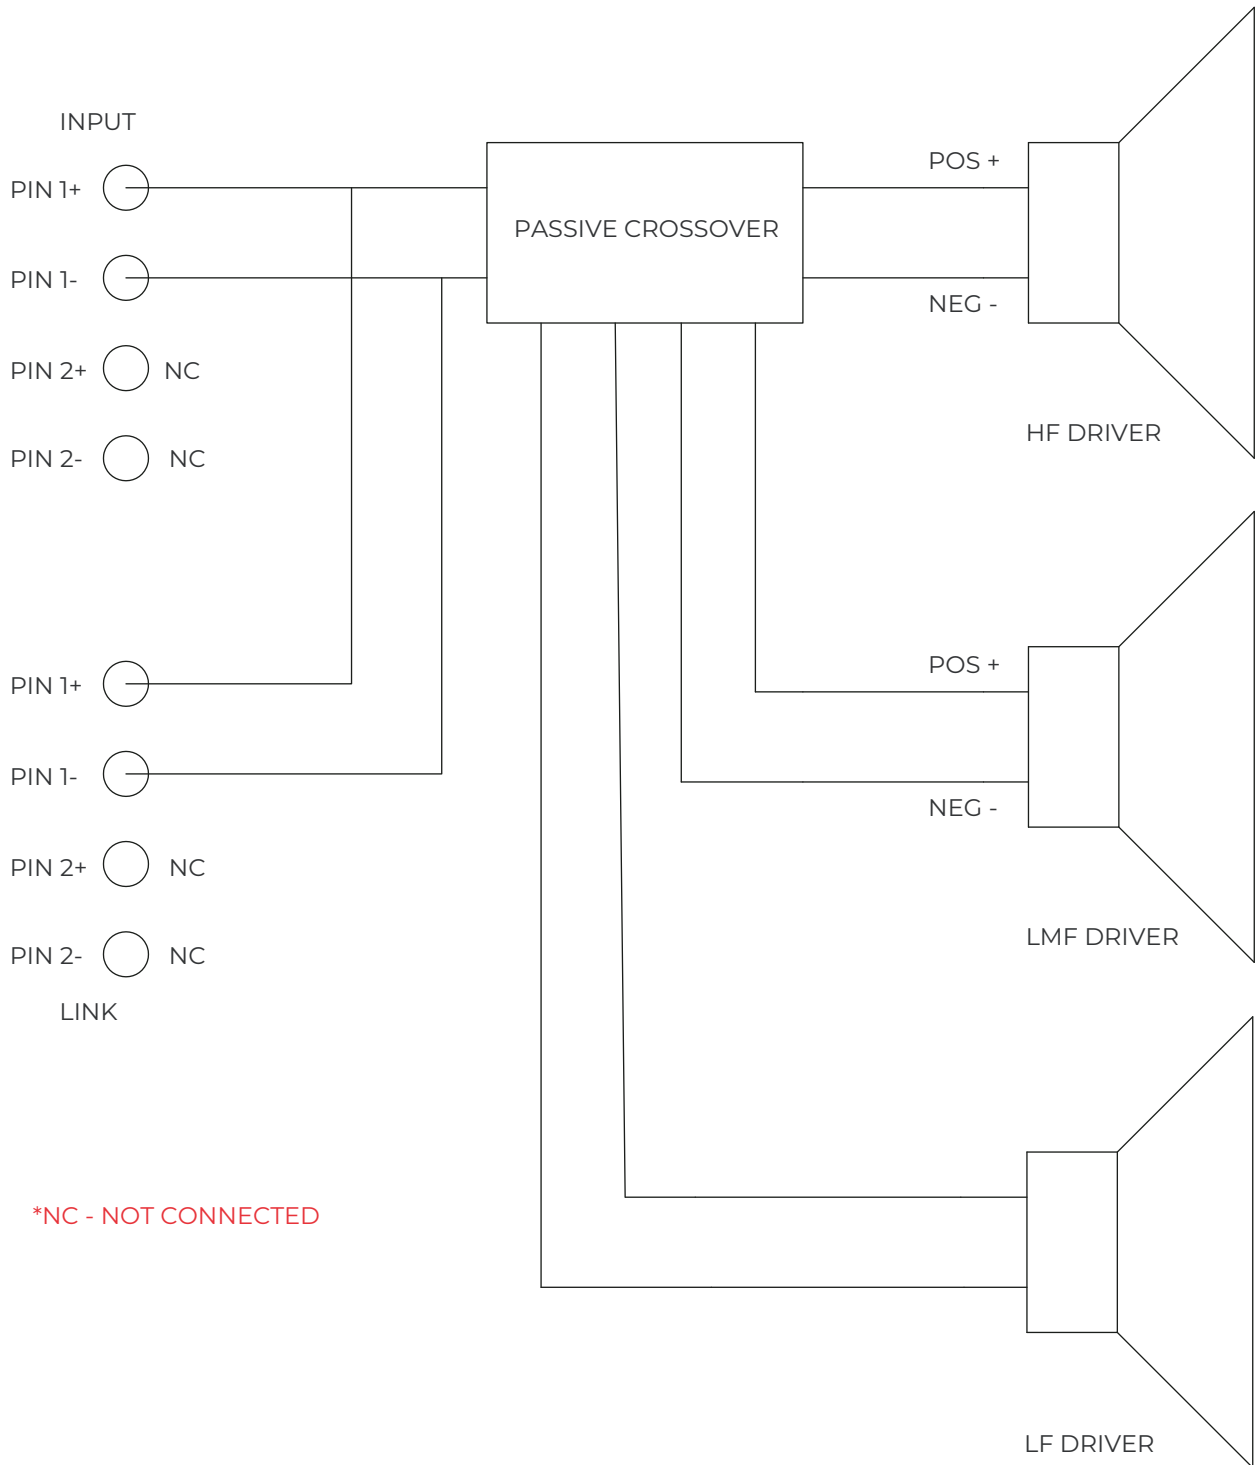 INPUT
PIN 1+
PIN 1-
PIN 2+ NC
PIN 2- NC
PASSIVE CROSSOVER
POS +
NEG -
HF DRIVER
PIN 1+
PIN 1-
PIN 2+ NC
PIN 2- NC
LINK
POS +
NEG -
LMF DRIVER
*NC - NOT CONNECTED
LF DRIVER